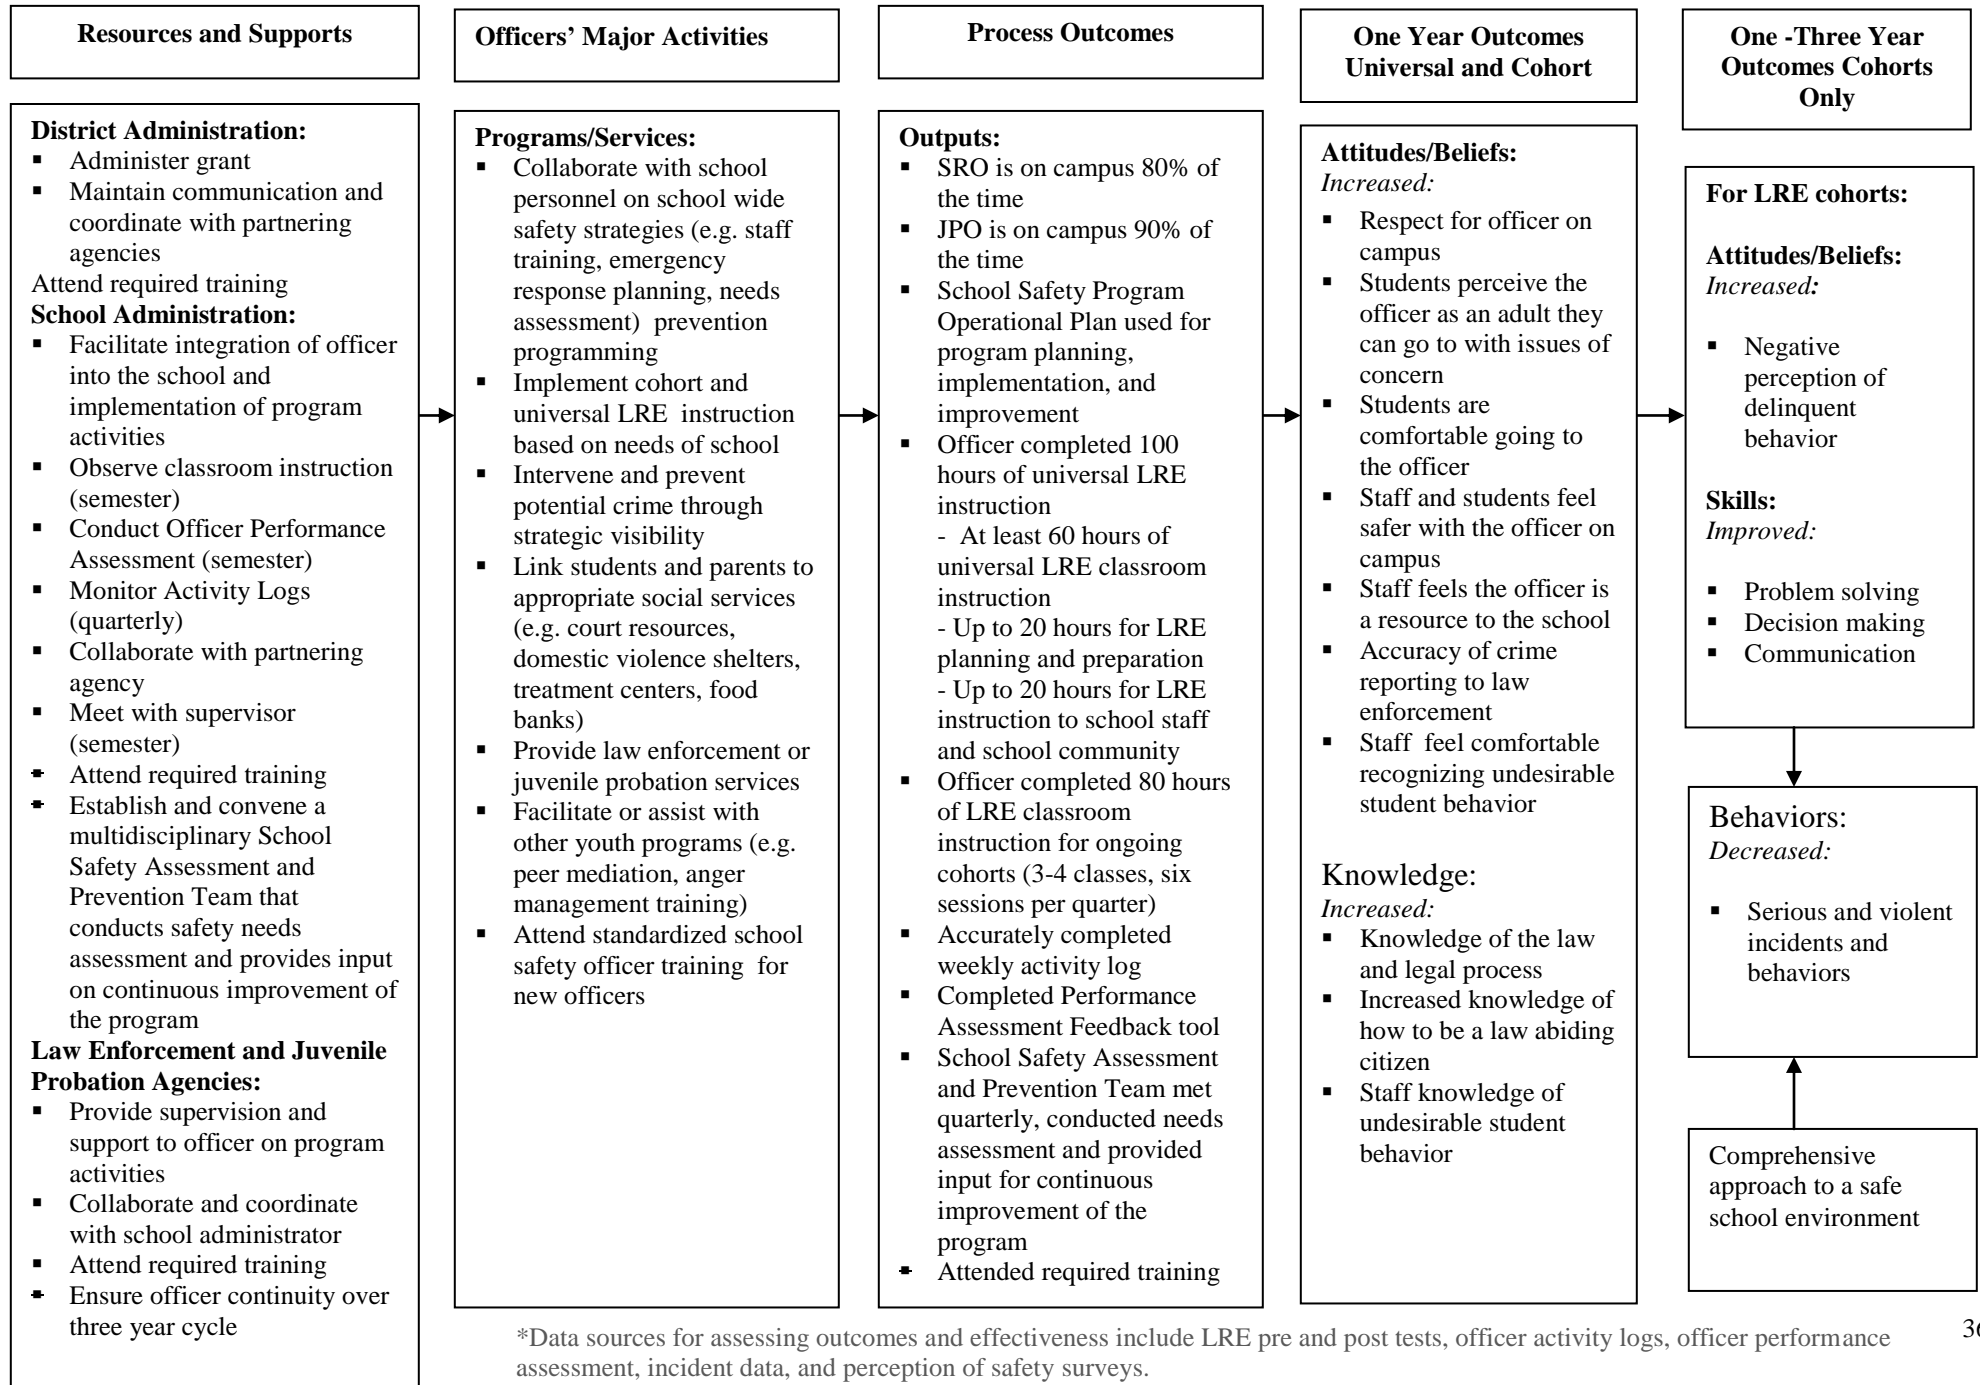 Resources and Supports
District Administration:
▪ Administer grant
▪ Maintain communication and
coordinate with partnering
agencies
Attend required training
School Administration:
▪ Facilitate integration of officer
into the school and
implementation of program
activities
▪ Observe classroom instruction
(semester)
▪ Conduct Officer Performance
Assessment (semester)
▪ Monitor Activity Logs
(quarterly)
▪ Collaborate with partnering
agency
▪ Meet with supervisor
(semester)
▪ Attend required training
▪ Establish and convene a
multidisciplinary School
Safety Assessment and
Prevention Team that
conducts safety needs
assessment and provides input
on continuous improvement of
the program
Law Enforcement and Juvenile
Probation Agencies:
▪ Provide supervision and
support to officer on program
activities
▪ Collaborate and coordinate
with school administrator
▪ Attend required training
▪ Ensure officer continuity over
three year cycle
Officers’ Major Activities
Programs/Services:
▪ Collaborate with school
personnel on school wide
safety strategies (e.g. staff
training, emergency
response planning, needs
assessment) prevention
programming
▪ Implement cohort and
universal LRE instruction
based on needs of school
▪ Intervene and prevent
potential crime through
strategic visibility
▪ Link students and parents to
appropriate social services
(e.g. court resources,
domestic violence shelters,
treatment centers, food
banks)
▪ Provide law enforcement or
juvenile probation services
▪ Facilitate or assist with
other youth programs (e.g.
peer mediation, anger
management training)
▪ Attend standardized school
safety officer training for
new officers
Process Outcomes
Outputs:
▪ SRO is on campus 80% of
the time
▪ JPO is on campus 90% of
the time
▪ School Safety Program
Operational Plan used for
program planning,
implementation, and
improvement
▪ Officer completed 100
hours of universal LRE
instruction
- At least 60 hours of
universal LRE classroom
instruction
- Up to 20 hours for LRE
planning and preparation
- Up to 20 hours for LRE
instruction to school staff
and school community
▪ Officer completed 80 hours
of LRE classroom
instruction for ongoing
cohorts (3-4 classes, six
sessions per quarter)
▪ Accurately completed
weekly activity log
▪ Completed Performance
Assessment Feedback tool
▪ School Safety Assessment
and Prevention Team met
quarterly, conducted needs
assessment and provided
input for continuous
improvement of the
program
▪ Attended required training
One Year Outcomes
Universal and Cohort
Attitudes/Beliefs:
Increased:
▪ Respect for officer on
campus
▪ Students perceive the
officer as an adult they
can go to with issues of
concern
▪ Students are
comfortable going to
the officer
▪ Staff and students feel
safer with the officer on
campus
▪ Staff feels the officer is
a resource to the school
▪ Accuracy of crime
reporting to law
enforcement
▪ Staff feel comfortable
recognizing undesirable
student behavior
Knowledge:
Increased:
▪ Knowledge of the law
and legal process
▪ Increased knowledge of
how to be a law abiding
citizen
▪ Staff knowledge of
undesirable student
behavior
One -Three Year
Outcomes Cohorts
Only
For LRE cohorts:
Attitudes/Beliefs:
Increased:
▪ Negative
perception of
delinquent
behavior
Skills:
Improved:
▪ Problem solving
▪ Decision making
▪ Communication
Behaviors:
Decreased:
▪ Serious and violent
incidents and
behaviors
Comprehensive
approach to a safe
school environment
*Data sources for assessing outcomes and effectiveness include LRE pre and post tests, officer activity logs, officer performance
assessment, incident data, and perception of safety surveys.